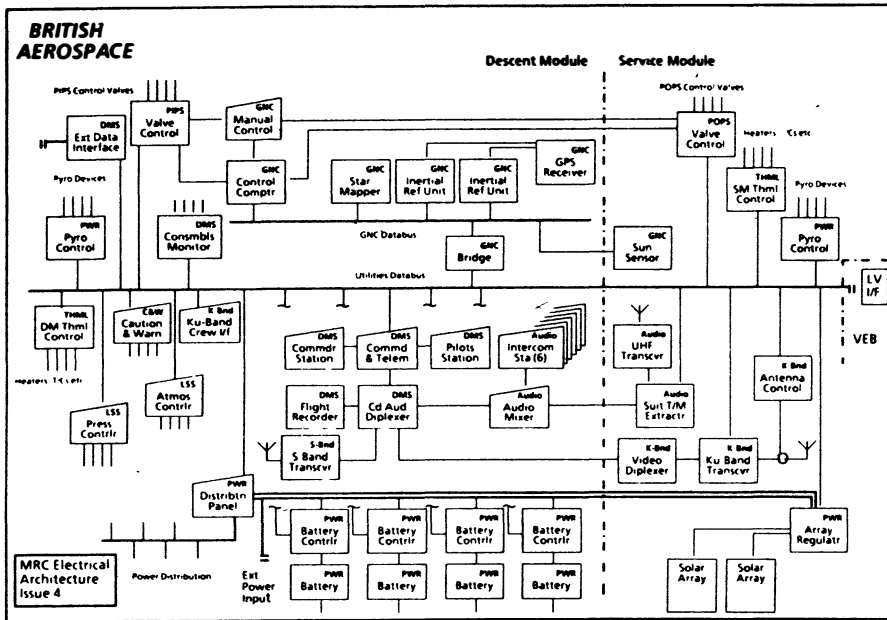 BRITISH
AEROSPACE
Descent Module
Service Module
PIPS Control Valves
POPS Control Valves
DMS
Ext Data
Interface
PIPS
Valve
Control
GNC
Manual
Control
POPS
Valve
Control
Heaters
T/Cs etc
Pyro Devices
GNC
Control
Comptr
GNC
Star
Mapper
GNC
Inertial
Ref Unit
GNC
Inertial
Ref Unit
GNC
GPS
Receiver
THML
SM Thml
Control
Pyro Devices
PWR
Pyro
Control
DMS
Consmbls
Monitor
GNC Databus
GNC
Bridge
GNC
Sun
Sensor
PWR
Pyro
Control
Utilities Databus
LV
I/F
VEB
THML
DM Thml
Control
C&W
Caution
& Warn
K Bnd
Ku-Band
Crew I/f
DMS
Commdr
Station
DMS
Commd
& Telem
DMS
Pilots
Station
Audio
Intercom
Sta (6)
Audio
UHF
Transcvr
K Bnd
Antenna
Control
Heaters T/Cs etc
LSS
Press
Contrlr
LSS
Atmos
Contrlr
DMS
Flight
Recorder
DMS
Cd Aud
Diplexer
Audio
Audio
Mixer
Audio
Suit T/M
Extractr
S-Bnd
S Band
Transcvr
K-Bnd
Video
Diplexer
K Bnd
Ku Band
Transcvr
PWR
Distribtn
Panel
PWR
Battery
Contrlr
PWR
Battery
Contrlr
PWR
Battery
Contrlr
PWR
Battery
Contrlr
PWR
Array
Regulatr
MRC Electrical
Architecture
Issue 4
Power Distribution
Ext
Power
Input
PWR
Battery
PWR
Battery
PWR
Battery
PWR
Battery
Solar
Array
Solar
Array